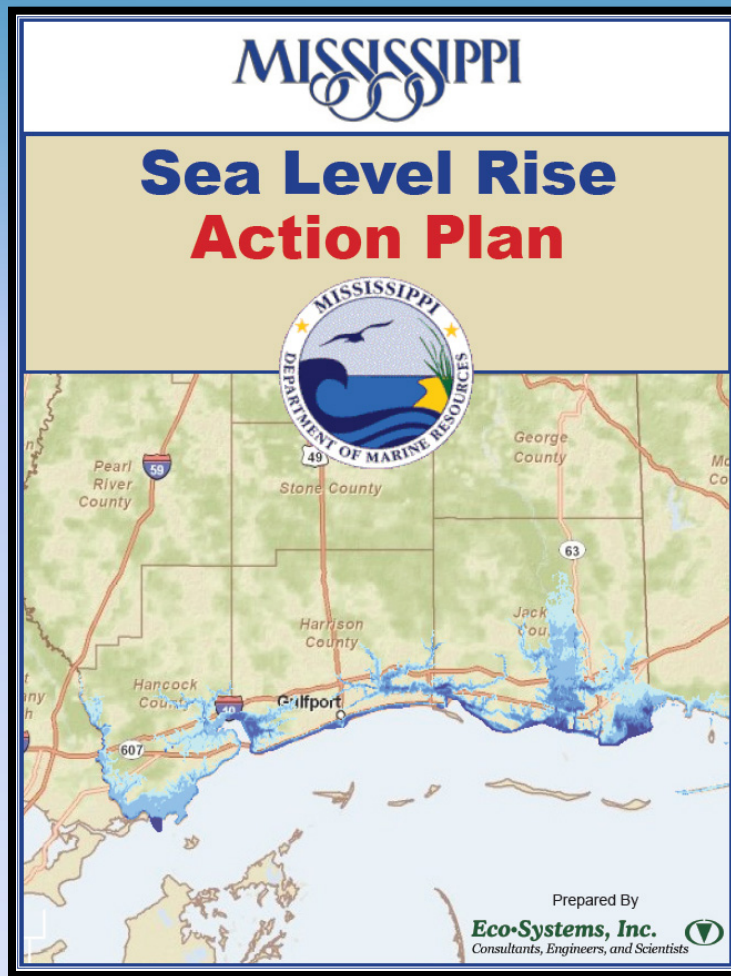 MISSISSIPPI
Sea Level Rise
Action Plan
MISSISSIPPI
DEPARTMENT OF MARINE RESOURCES
49
George
County
Pearl
River
County
59
Stone County
63
Harrison
County
Jack
Hancock
Gulfport
607
Prepared By
Eco•Systems, Inc.
Consultants, Engineers, and Scientists